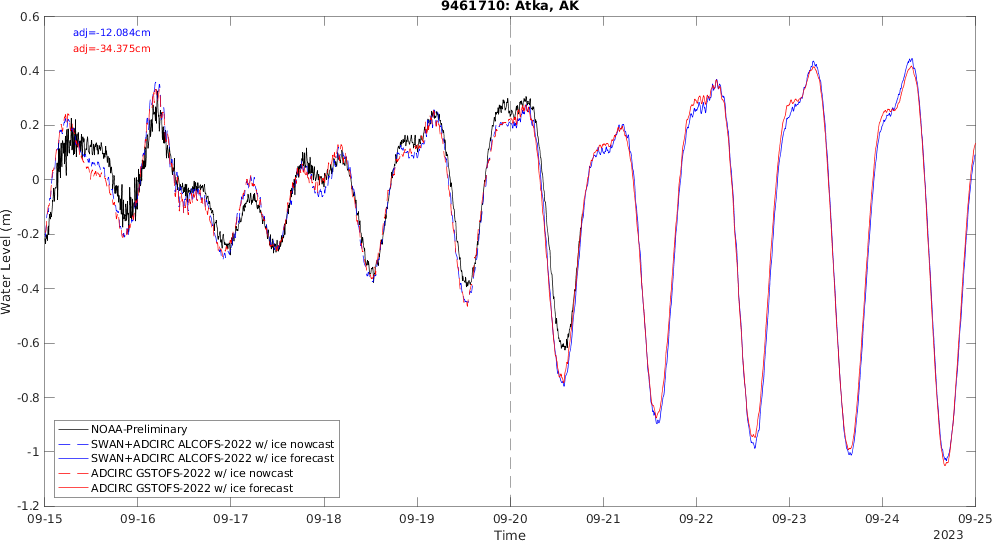 9461710: Atka, AK
adj=-12.084cm
adj=-34.375cm
0.6
0.4
0.2
0
-0.2
-0.4
-0.6
-0.8
-1
-1.2
Water Level (m)
NOAA-Preliminary
SWAN+ADCIRC ALCOFS-2022 w/ ice nowcast
SWAN+ADCIRC ALCOFS-2022 w/ ice forecast
ADCIRC GSTOFS-2022 w/ ice nowcast
ADCIRC GSTOFS-2022 w/ ice forecast
09-15 09-16 09-17 09-18 09-19 09-20 09-21 09-22 09-23 09-24 09-25
Time
2023